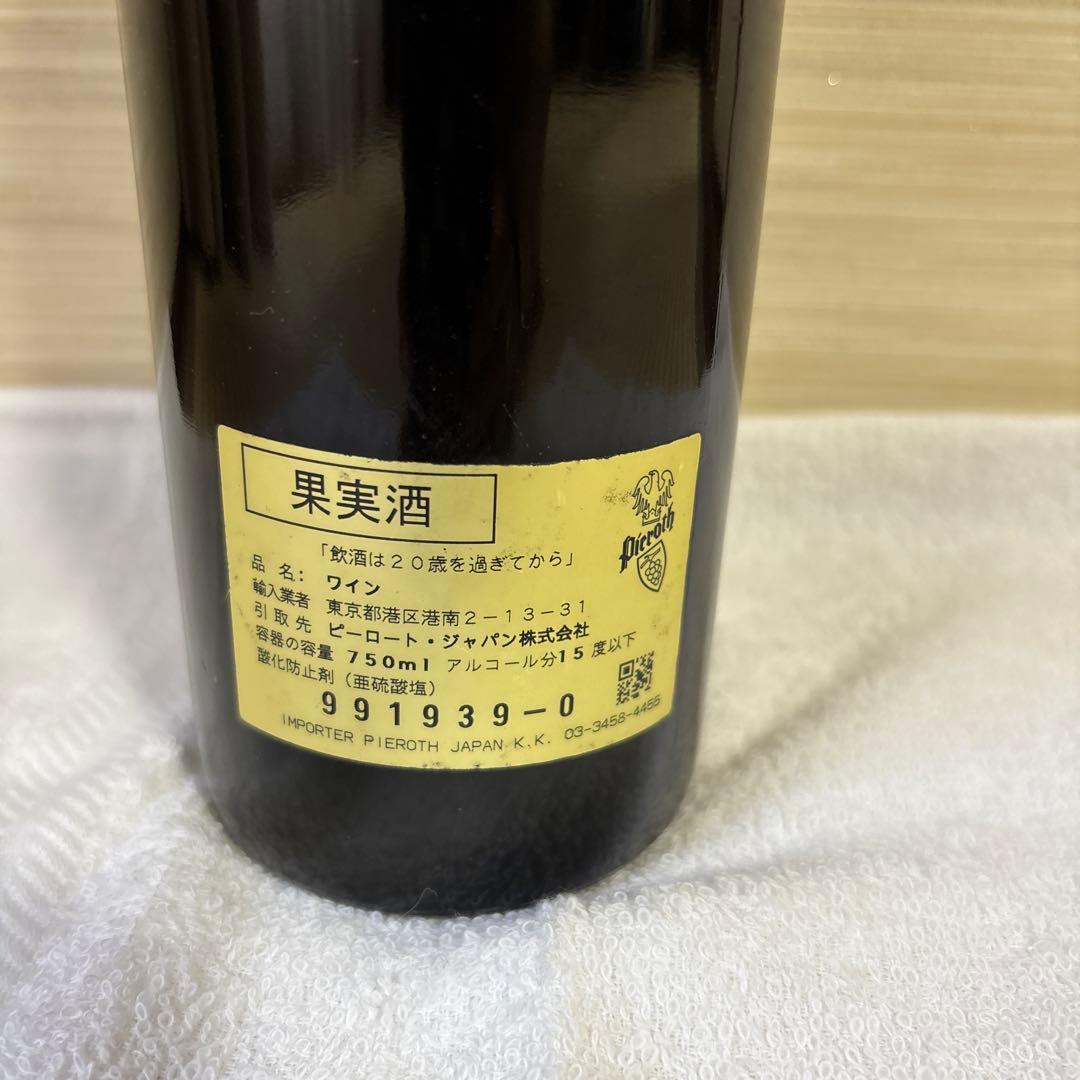 果実酒
Pieroth
「飲酒は20歳を過ぎてから」
品名: ワイン
輸入業者 東京都港区港南2-13-31
引取先 ピーロート・ジャパン株式会社
容器の容量 750ml アルコール分15度以下
酸化防止剤(亜硫酸塩)
991939-0
IMPORTER PIEROTH JAPAN K.K. 03-3458-4455